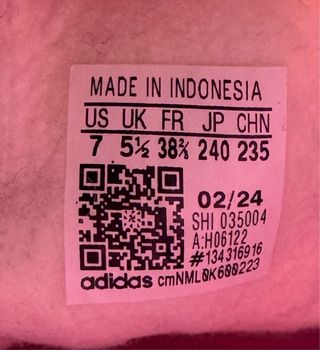 MADE IN INDONESIA
US UK FR JP CHN
7 5½ 38⅔ 240 235
02/24
SHI 035004
A:H06122
#134316916
adidas cmNML0K600223